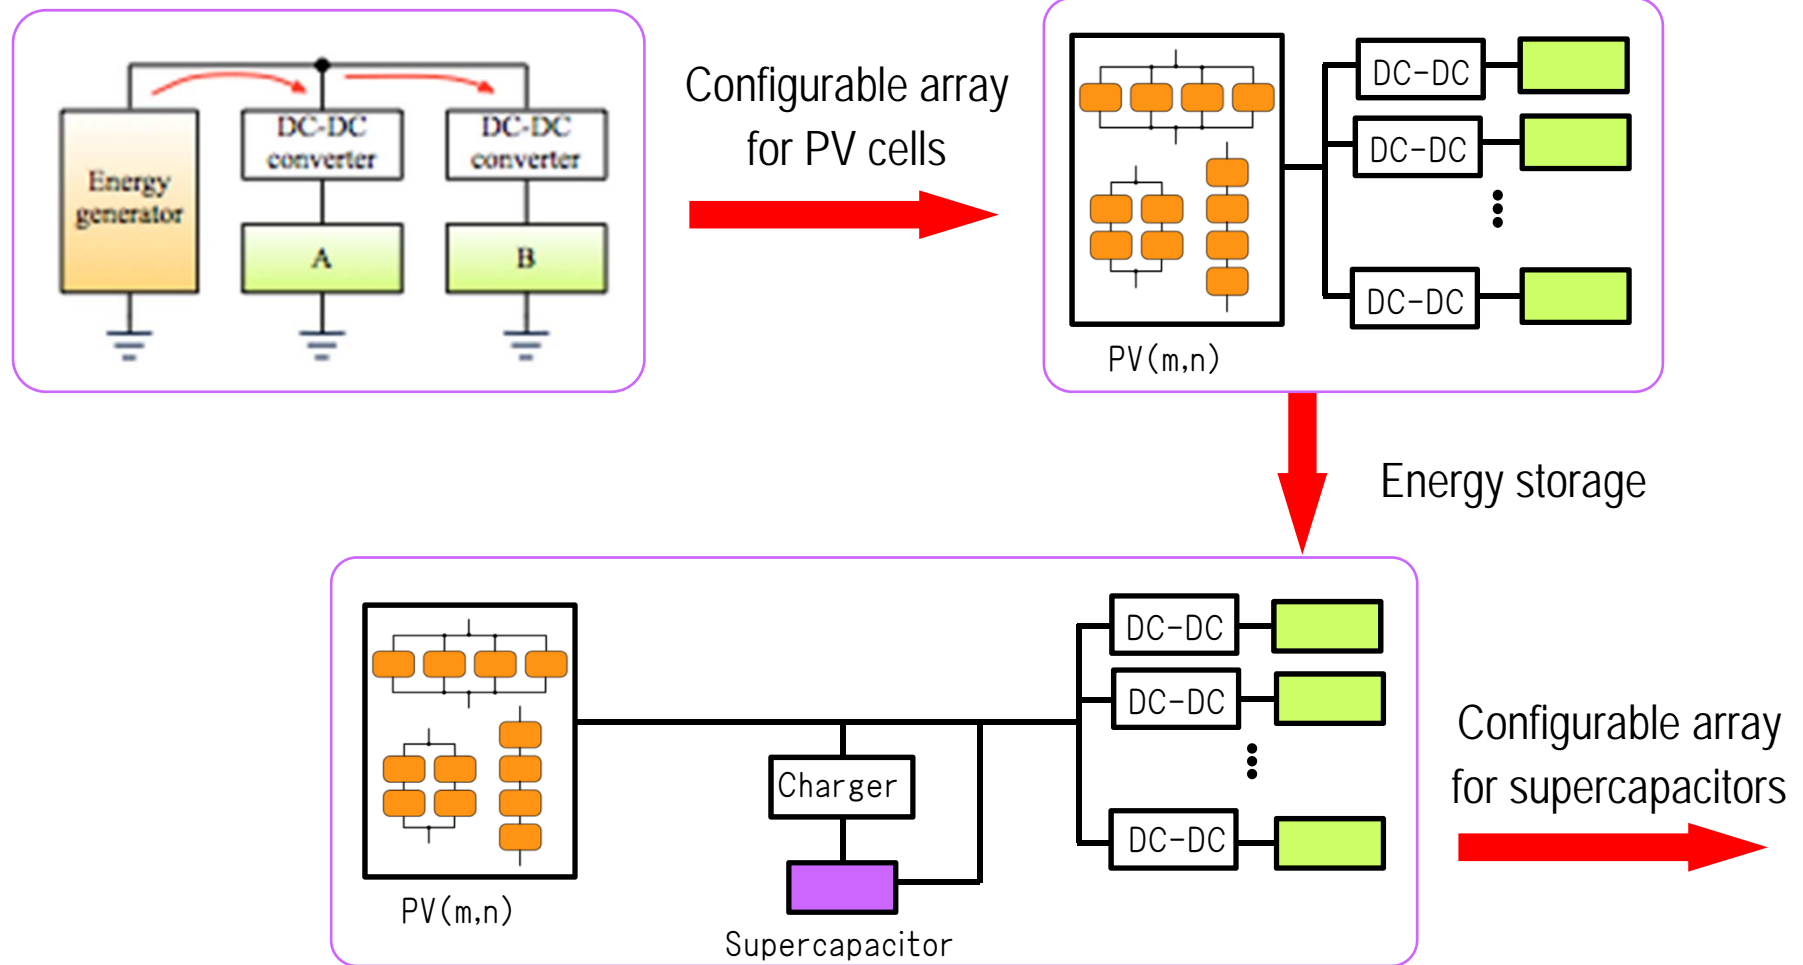 Energy
generator
DC-DC
converter
DC-DC
converter
A
B
Configurable array
for PV cells
DC-DC
DC-DC
DC-DC
PV(m,n)
Energy storage
PV(m,n)
Charger
Supercapacitor
DC-DC
DC-DC
DC-DC
Configurable array
for supercapacitors